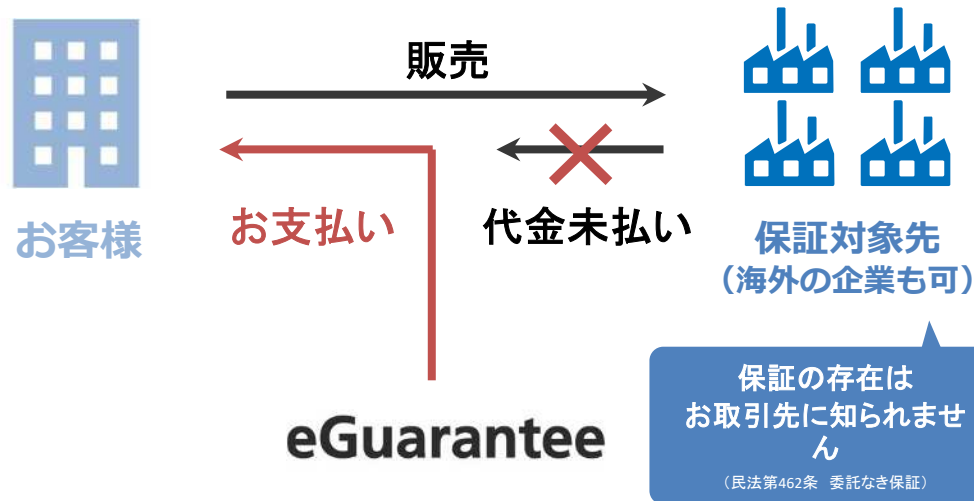 販売
お客様
お支払い
代金未払い
保証対象先
（海外の企業も可）
保証の存在は
お取引先に知られませ
ん
（民法第462条 委託なき保証）
eGuarantee